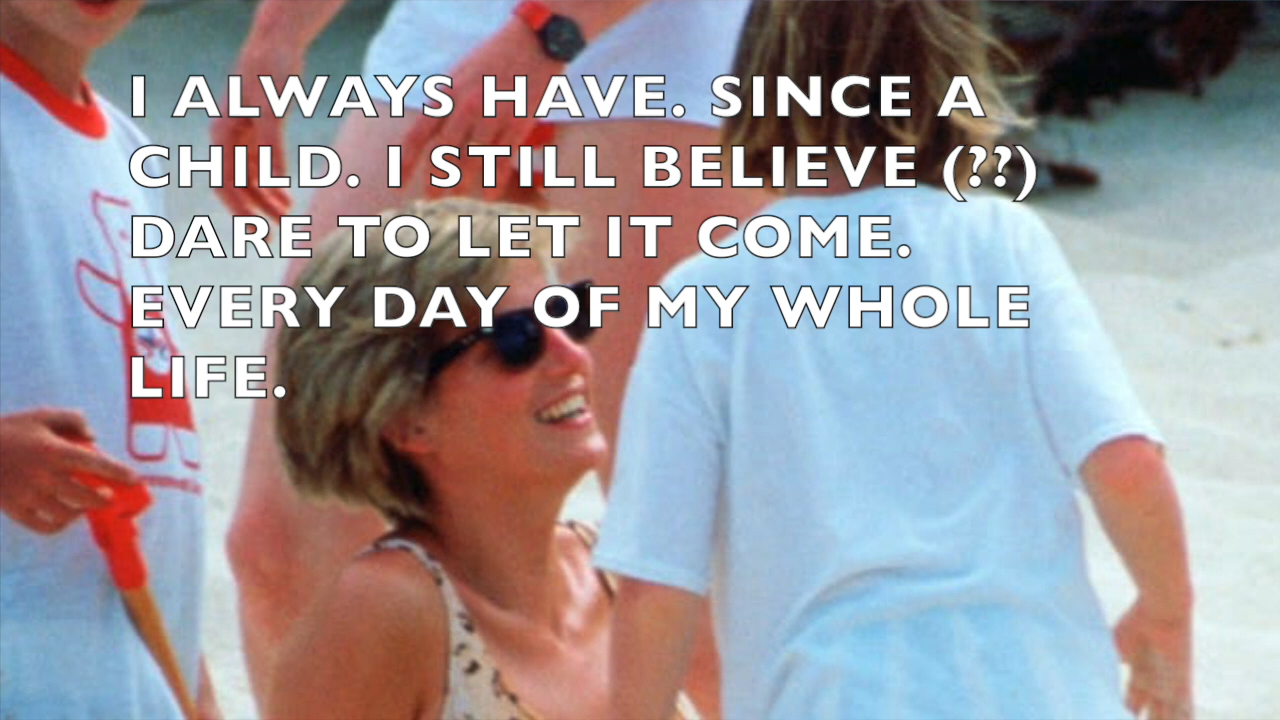 I ALWAYS HAVE. SINCE A
CHILD. I STILL BELIEVE (??)
DARE TO LET IT COME.
EVERY DAY OF MY WHOLE
LIFE.